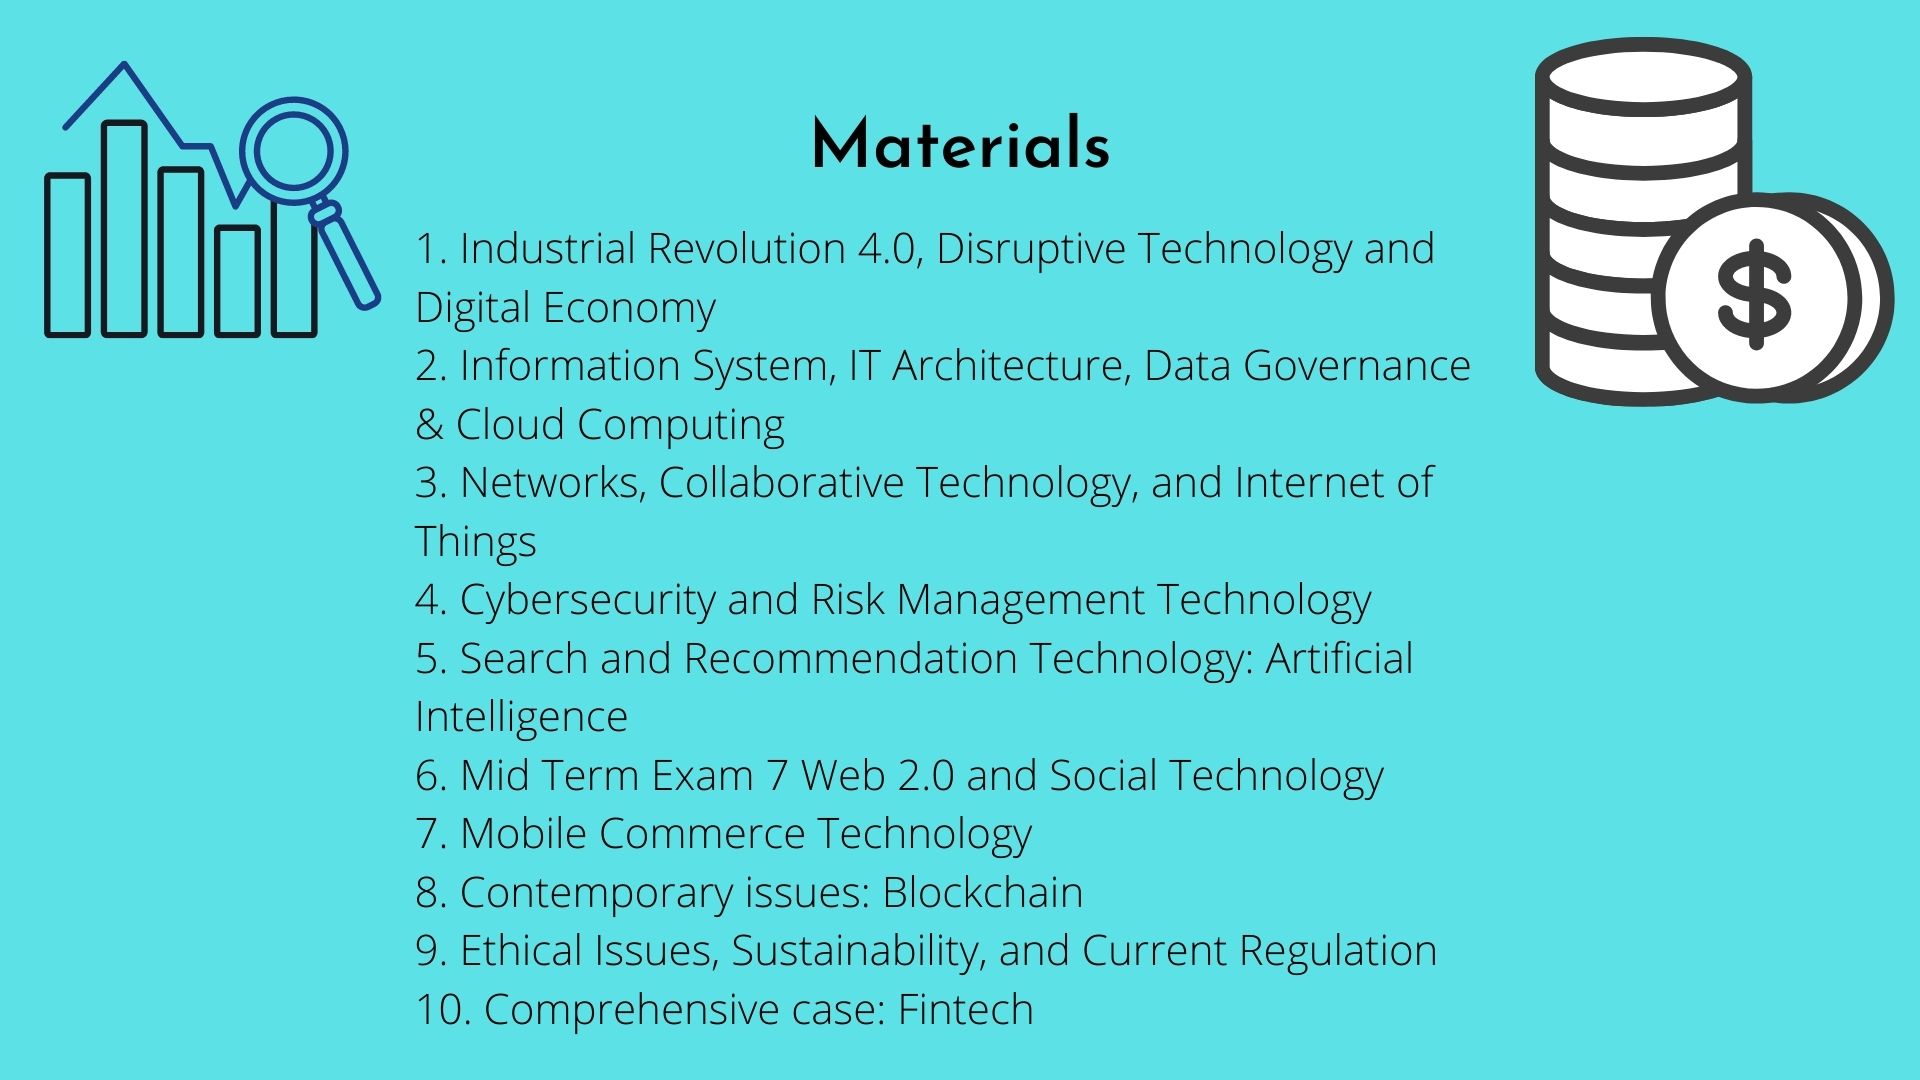 Materials
1. Industrial Revolution 4.0, Disruptive Technology and
Digital Economy
2. Information System, IT Architecture, Data Governance
& Cloud Computing
3. Networks, Collaborative Technology, and Internet of
Things
4. Cybersecurity and Risk Management Technology
5. Search and Recommendation Technology: Artificial
Intelligence
6. Mid Term Exam 7 Web 2.0 and Social Technology
7. Mobile Commerce Technology
8. Contemporary issues: Blockchain
9. Ethical Issues, Sustainability, and Current Regulation
10. Comprehensive case: Fintech
$